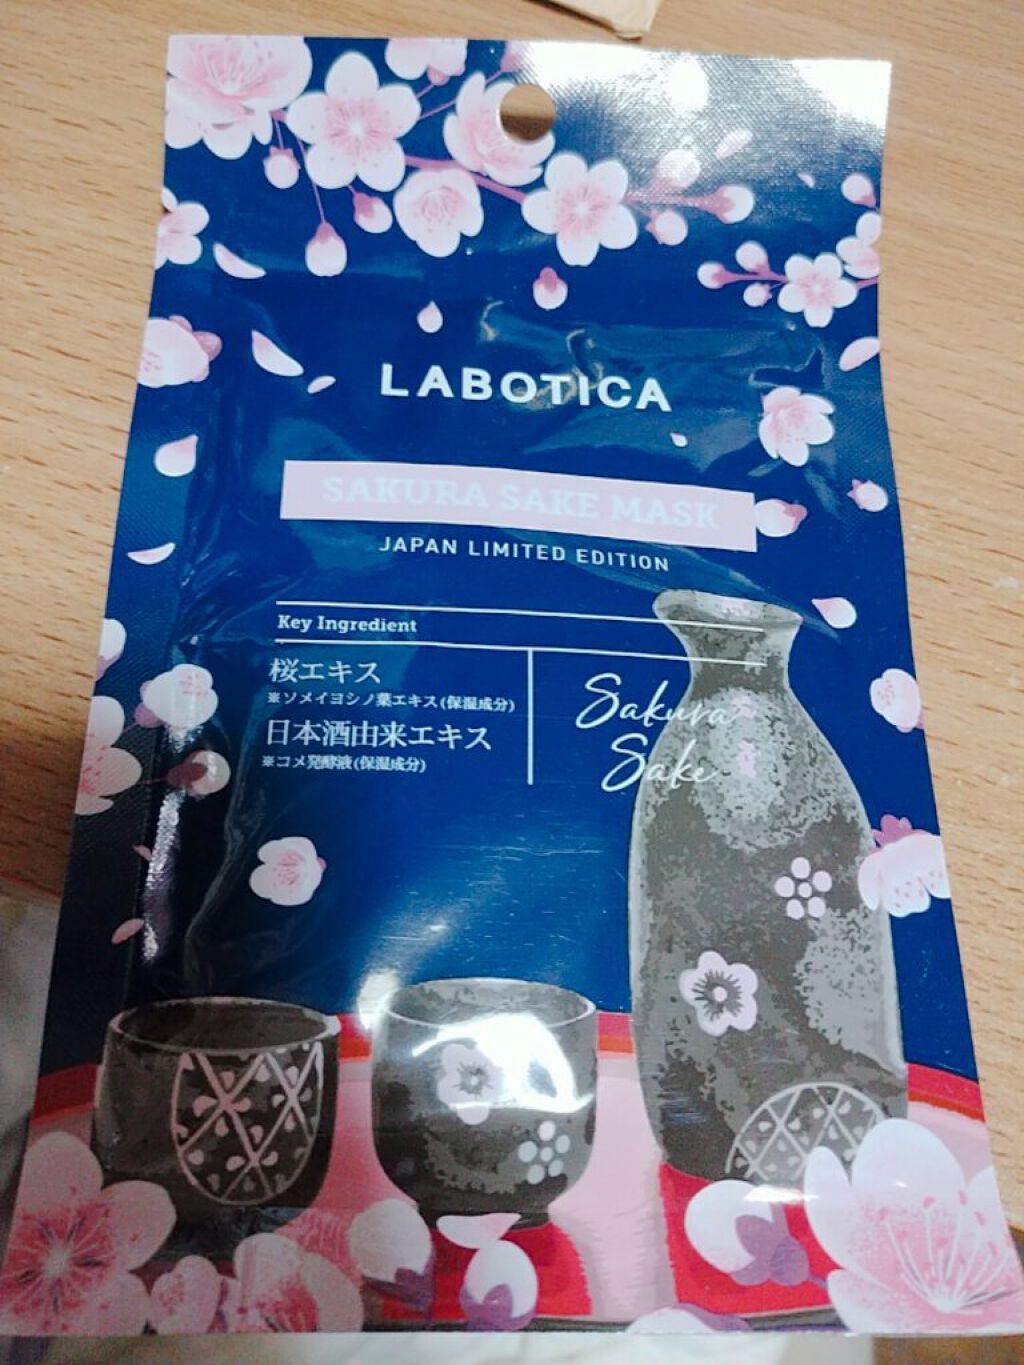 LABOTICA
SAKURA SAKE MASK
JAPAN LIMITED EDITION
Key Ingredient
桜エキス
※ソメイヨシノ葉エキス(保湿成分)
日本酒由来エキス
※コメ発酵液(保湿成分)
Sakura
Sake